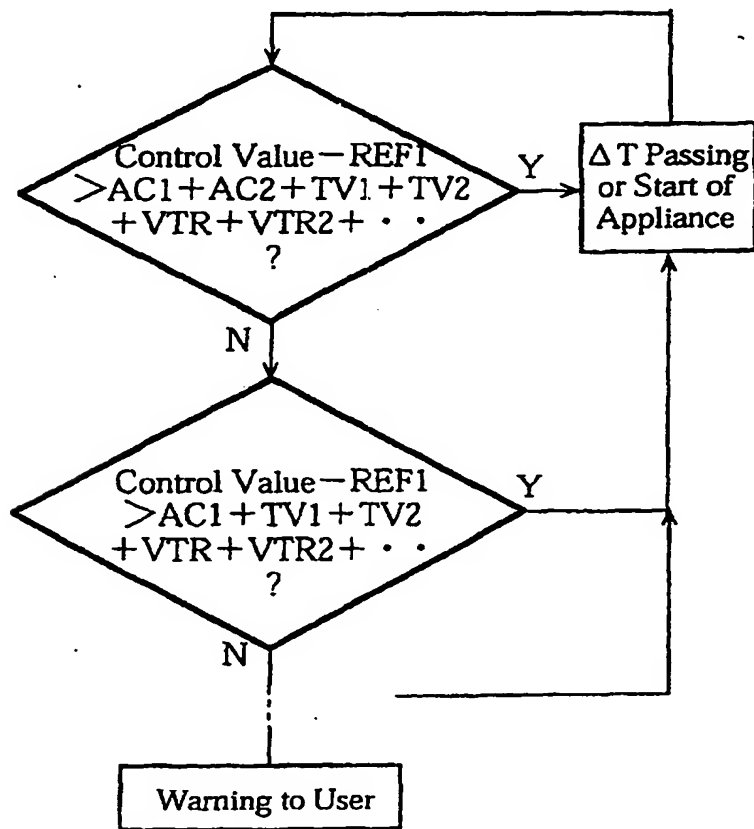 Control Value−REF1
>AC1+AC2+TV1+TV2
+VTR+VTR2+・・
?
Y
ΔT Passing
or Start of
Appliance
N
Control Value−REF1
>AC1+TV1+TV2
+VTR+VTR2+・・
?
Y
N
Warning to User